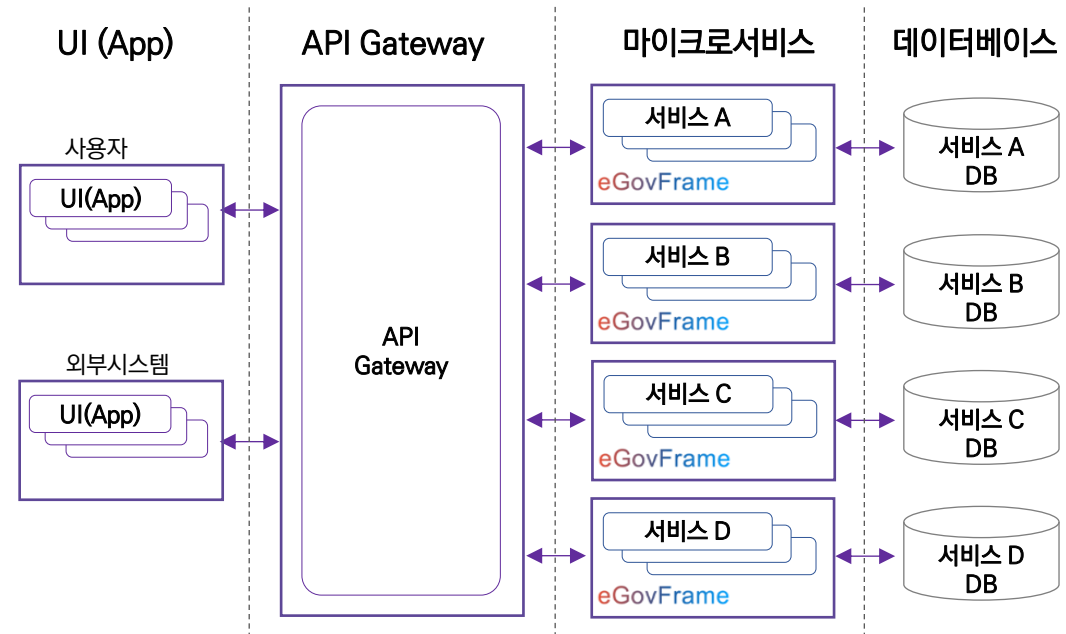 UI (App)
API Gateway
마이크로서비스
데이터베이스
사용자
UI(App)
외부시스템
UI(App)
API
Gateway
서비스 A
eGovFrame
서비스 B
eGovFrame
서비스 C
eGovFrame
서비스 D
eGovFrame
서비스 A
DB
서비스 B
DB
서비스 C
DB
서비스 D
DB